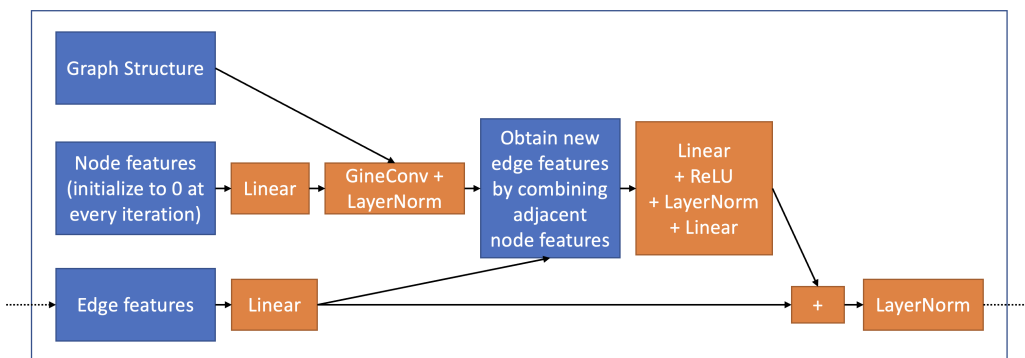 Graph Structure
Node features
(initialize to 0 at
every iteration)
Linear
GineConv +
LayerNorm
Obtain new
edge features
by combining
adjacent
node features
Linear
+ ReLU
+ LayerNorm
+ Linear
Edge features
Linear
+
LayerNorm